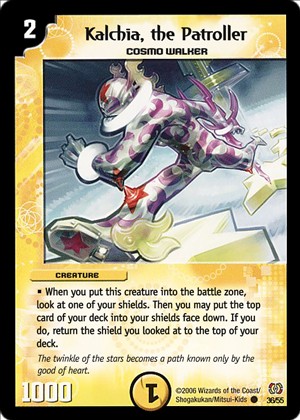 2
Kalchia, the Patroller
COSMO WALKER
CREATURE
▪ When you put this creature into the battle zone,
look at one of your shields. Then you may put the top
card of your deck into your shields face down. If you
do, return the shield you looked at to the top of your
deck.
The twinkle of the stars becomes a path known only by the
good of heart.
1000
1
©2006 Wizards of the Coast/
Shogakukan/Mitsui-Kids ● 36/55